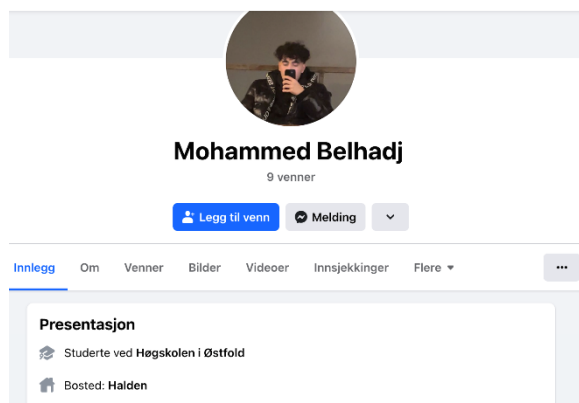 Mohammed Belhadj
9 venner
Legg til venn Melding
Innlegg Om Venner Bilder Videoer Innsjekkinger Flere
Presentasjon
Studerte ved Høgskolen i Østfold
Bosted: Halden